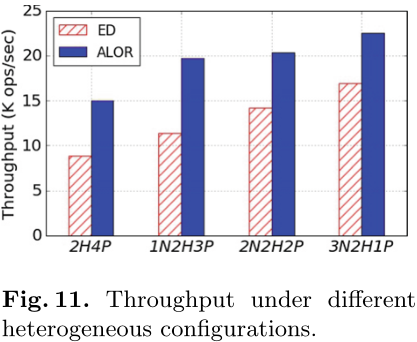 Throughput (K ops/sec)
25
20
15
10
5
0
ED
ALOR
2H4P 1N2H3P 2N2H2P 3N2H1P
Fig. 11. Throughput under different
heterogeneous configurations.